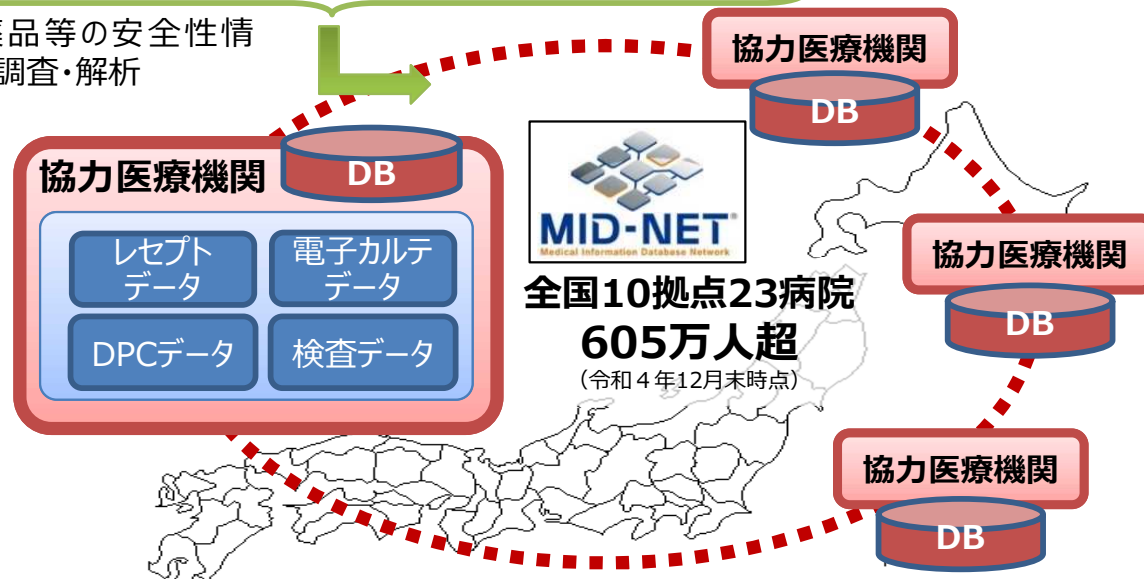 薬品等の安全性情
調査・解析
協力医療機関
DB
協力医療機関
DB
レセプト
データ
電子カルテ
データ
DPCデータ
検査データ
MID-NET®
Medical Information Database Network
全国10拠点23病院
605万人超
（令和４年12月末時点）
協力医療機関
DB
協力医療機関
DB